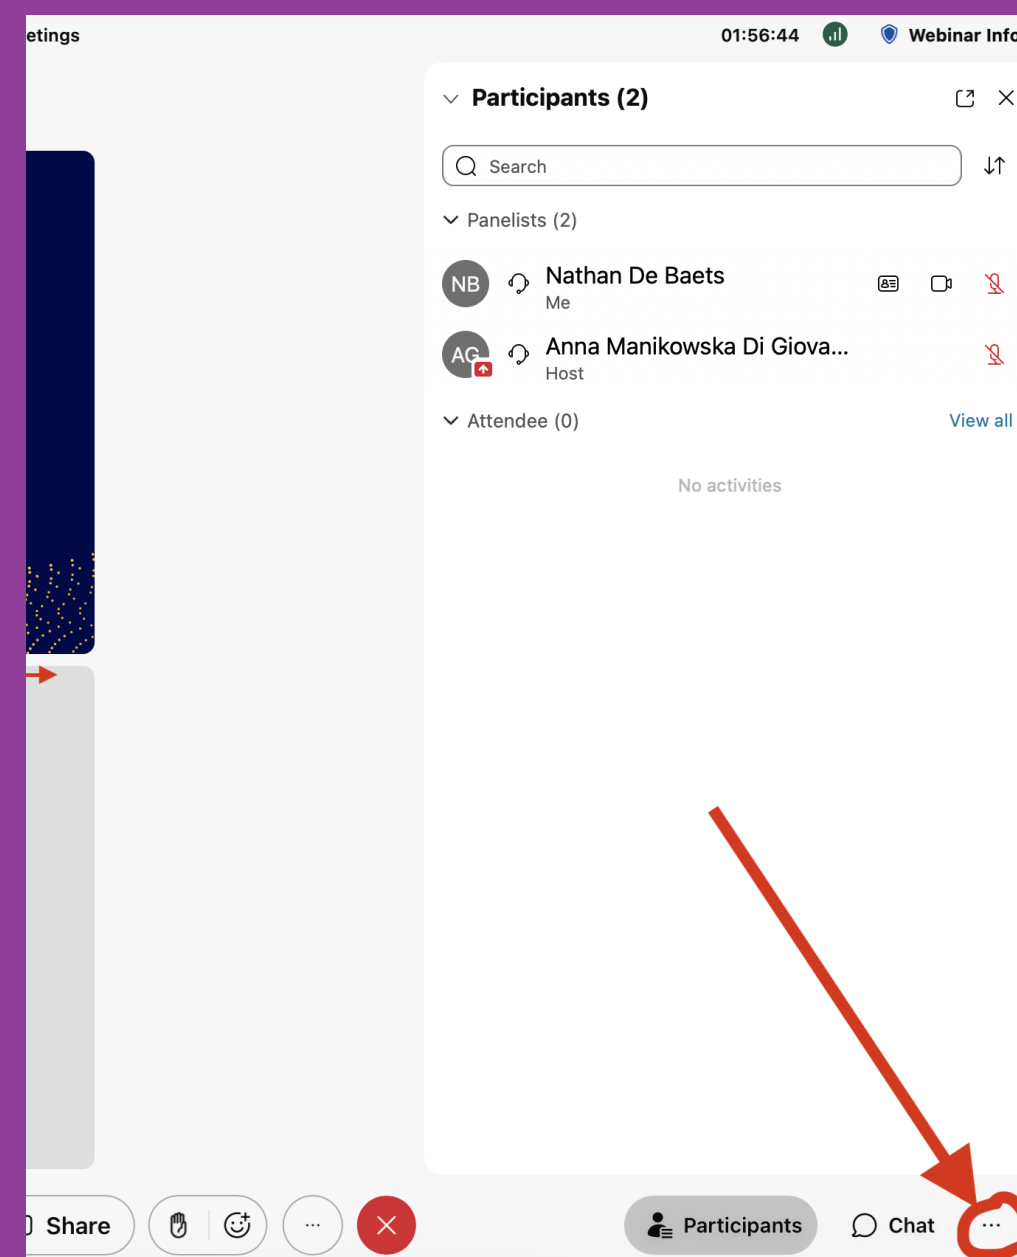 etings
01:56:44
Webinar Info
Participants (2)
Search
Panelists (2)
NB
Nathan De Baets
Me
AG
Anna Manikowska Di Giova...
Host
Attendee (0)
View all
No activities
Share
...
Participants
Chat
...